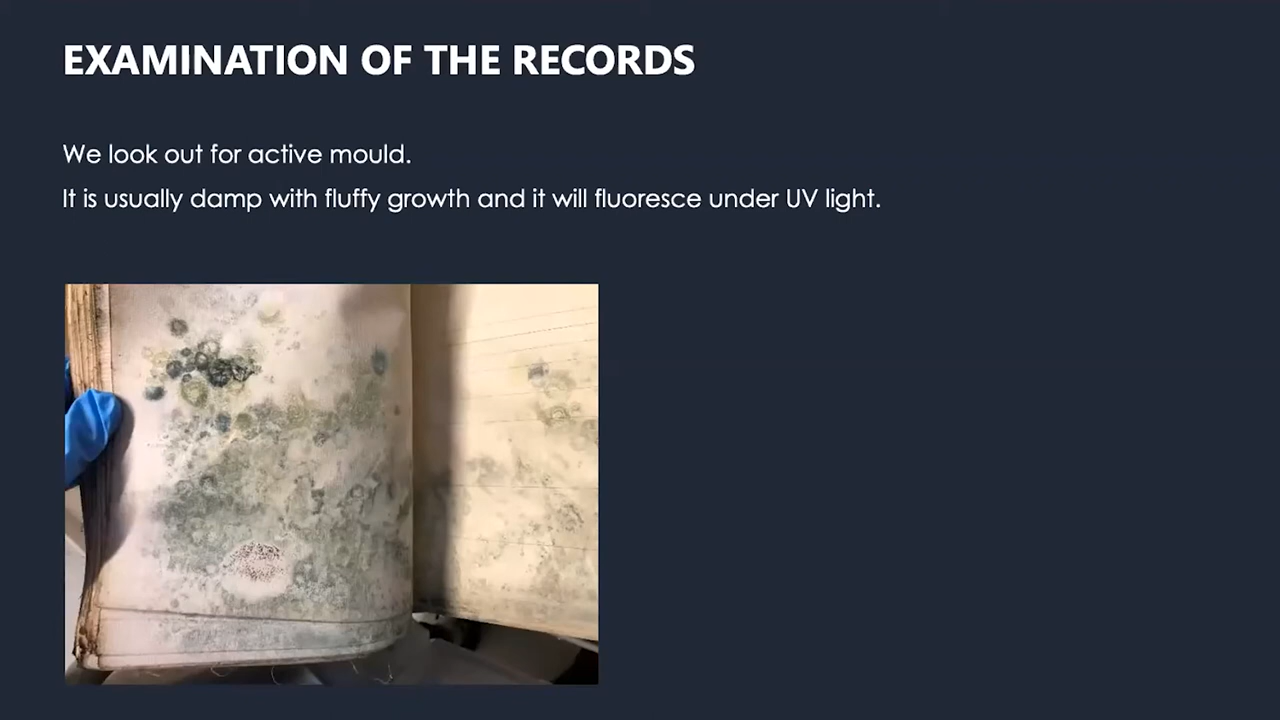 EXAMINATION OF THE RECORDS
We look out for active mould.
It is usually damp with fluffy growth and it will fluoresce under UV light.